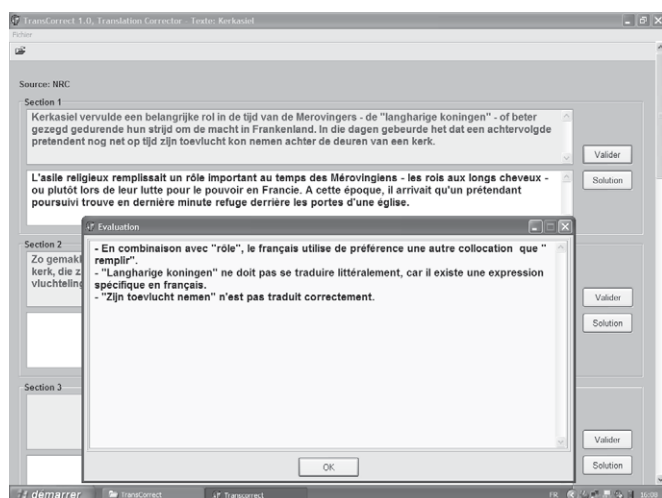 TransCorrect 1.0, Translation Corrector - Texte: Kerkasiel
Fichier
Source: NRC
Section 1
Kerkasiel vervulde een belangrijke rol in de tijd van de Merovingers - de "langharige koningen" - of beter
gezegd gedurende hun strijd om de macht in Frankenland. In die dagen gebeurde het dat een achtervolgde
pretendent nog net op tijd zijn toevlucht kon nemen achter de deuren van een kerk.
Valider
L'asile religieux remplissait un rôle important au temps des Mérovingiens - les rois aux longs cheveux -
ou plutôt lors de leur lutte pour le pouvoir en Francie. A cette époque, il arrivait qu'un prétendant
poursuivi trouve en dernière minute refuge derrière les portes d'une église.
Solution
Evaluation
- En combinaison avec "rôle", le français utilise de préférence une autre collocation que "
remplir".
- "Langharige koningen" ne doit pas se traduire littéralement, car il existe une expression
spécifique en français.
- "Zijn toevlucht nemen" n'est pas traduit correctement.
OK
Section 2
Zo gemakk
kerk, die z
vluchteling
Valider
Solution
Section 3
Valider
Solution
démarrer
TransCorrect
Transcorrect
FR
16:00